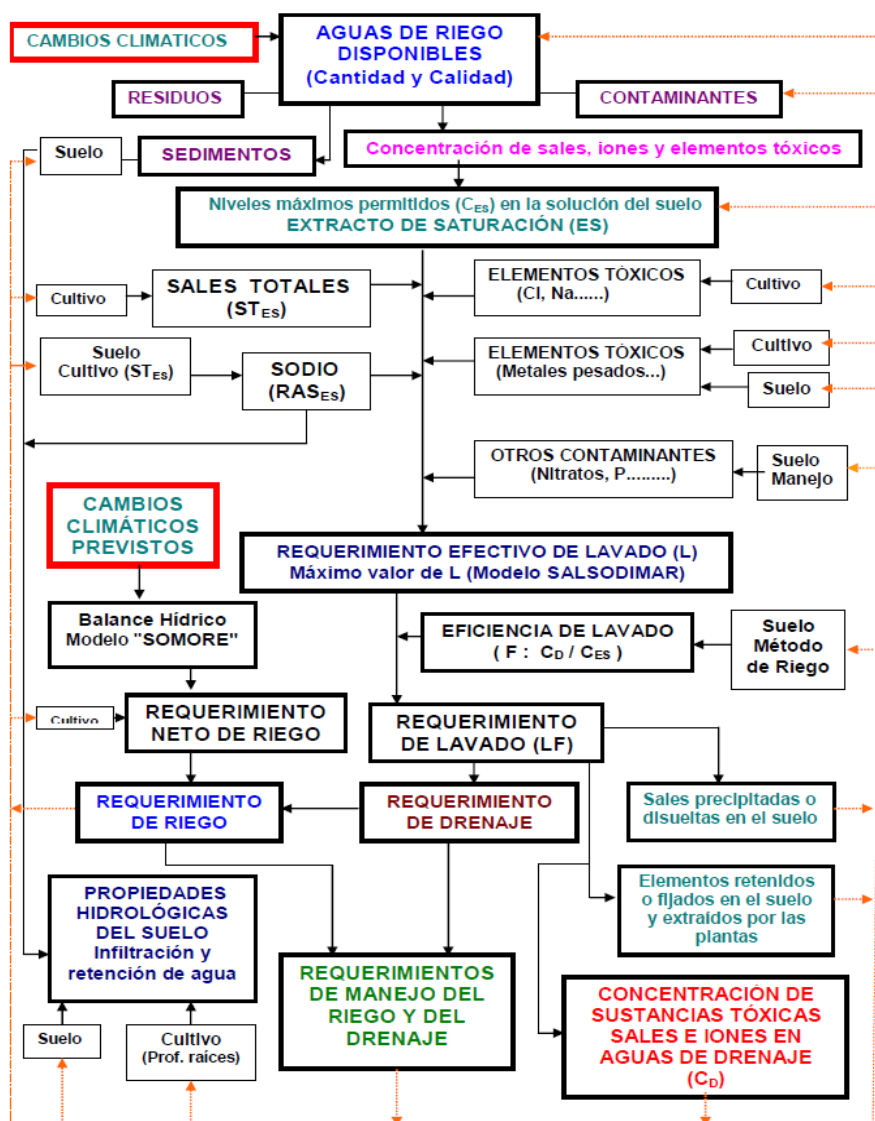 CAMBIOS CLIMATICOS
AGUAS DE RIEGO
DISPONIBLES
(Cantidad y Calidad)
RESIDUOS
CONTAMINANTES
Suelo
SEDIMENTOS
Concentración de sales, iones y elementos tóxicos
Niveles máximos permitidos (CES) en la solución del suelo
EXTRACTO DE SATURACIÓN (ES)
Cultivo
SALES TOTALES
(STES)
ELEMENTOS TÓXICOS
(Cl, Na......)
Cultivo
Suelo
Cultivo (STES)
SODIO
(RASES)
ELEMENTOS TÓXICOS
(Metales pesados...)
Cultivo
Suelo
OTROS CONTAMINANTES
(Nitratos, P.........)
Suelo
Manejo
CAMBIOS
CLIMÁTICOS
PREVISTOS
REQUERIMIENTO EFECTIVO DE LAVADO (L)
Máximo valor de L (Modelo SALSODIMAR)
Balance Hídrico
Modelo "SOMORE"
EFICIENCIA DE LAVADO
( F : CD / CES )
Suelo
Método
de Riego
Cultivo
REQUERIMIENTO
NETO DE RIEGO
REQUERIMIENTO
DE LAVADO (LF)
REQUERIMIENTO
DE RIEGO
REQUERIMIENTO
DE DRENAJE
Sales precipitadas o
disueltas en el suelo
PROPIEDADES
HIDROLÓGICAS
DEL SUELO
Infiltración y
retención de agua
Elementos retenidos
o fijados en el suelo
y extraidos por las
plantas
REQUERIMIENTOS
DE MANEJO DEL
RIEGO Y DEL
DRENAJE
CONCENTRACIÓN DE
SUSTANCIAS TÓXICAS
SALES E IONES EN
AGUAS DE DRENAJE
(CD)
Suelo
Cultivo
(Prof. raíces)